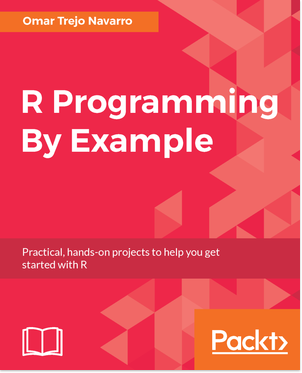 Omar Trejo Navarro
R Programming
By Example
Practical, hands-on projects to help you get
started with R
Packt>